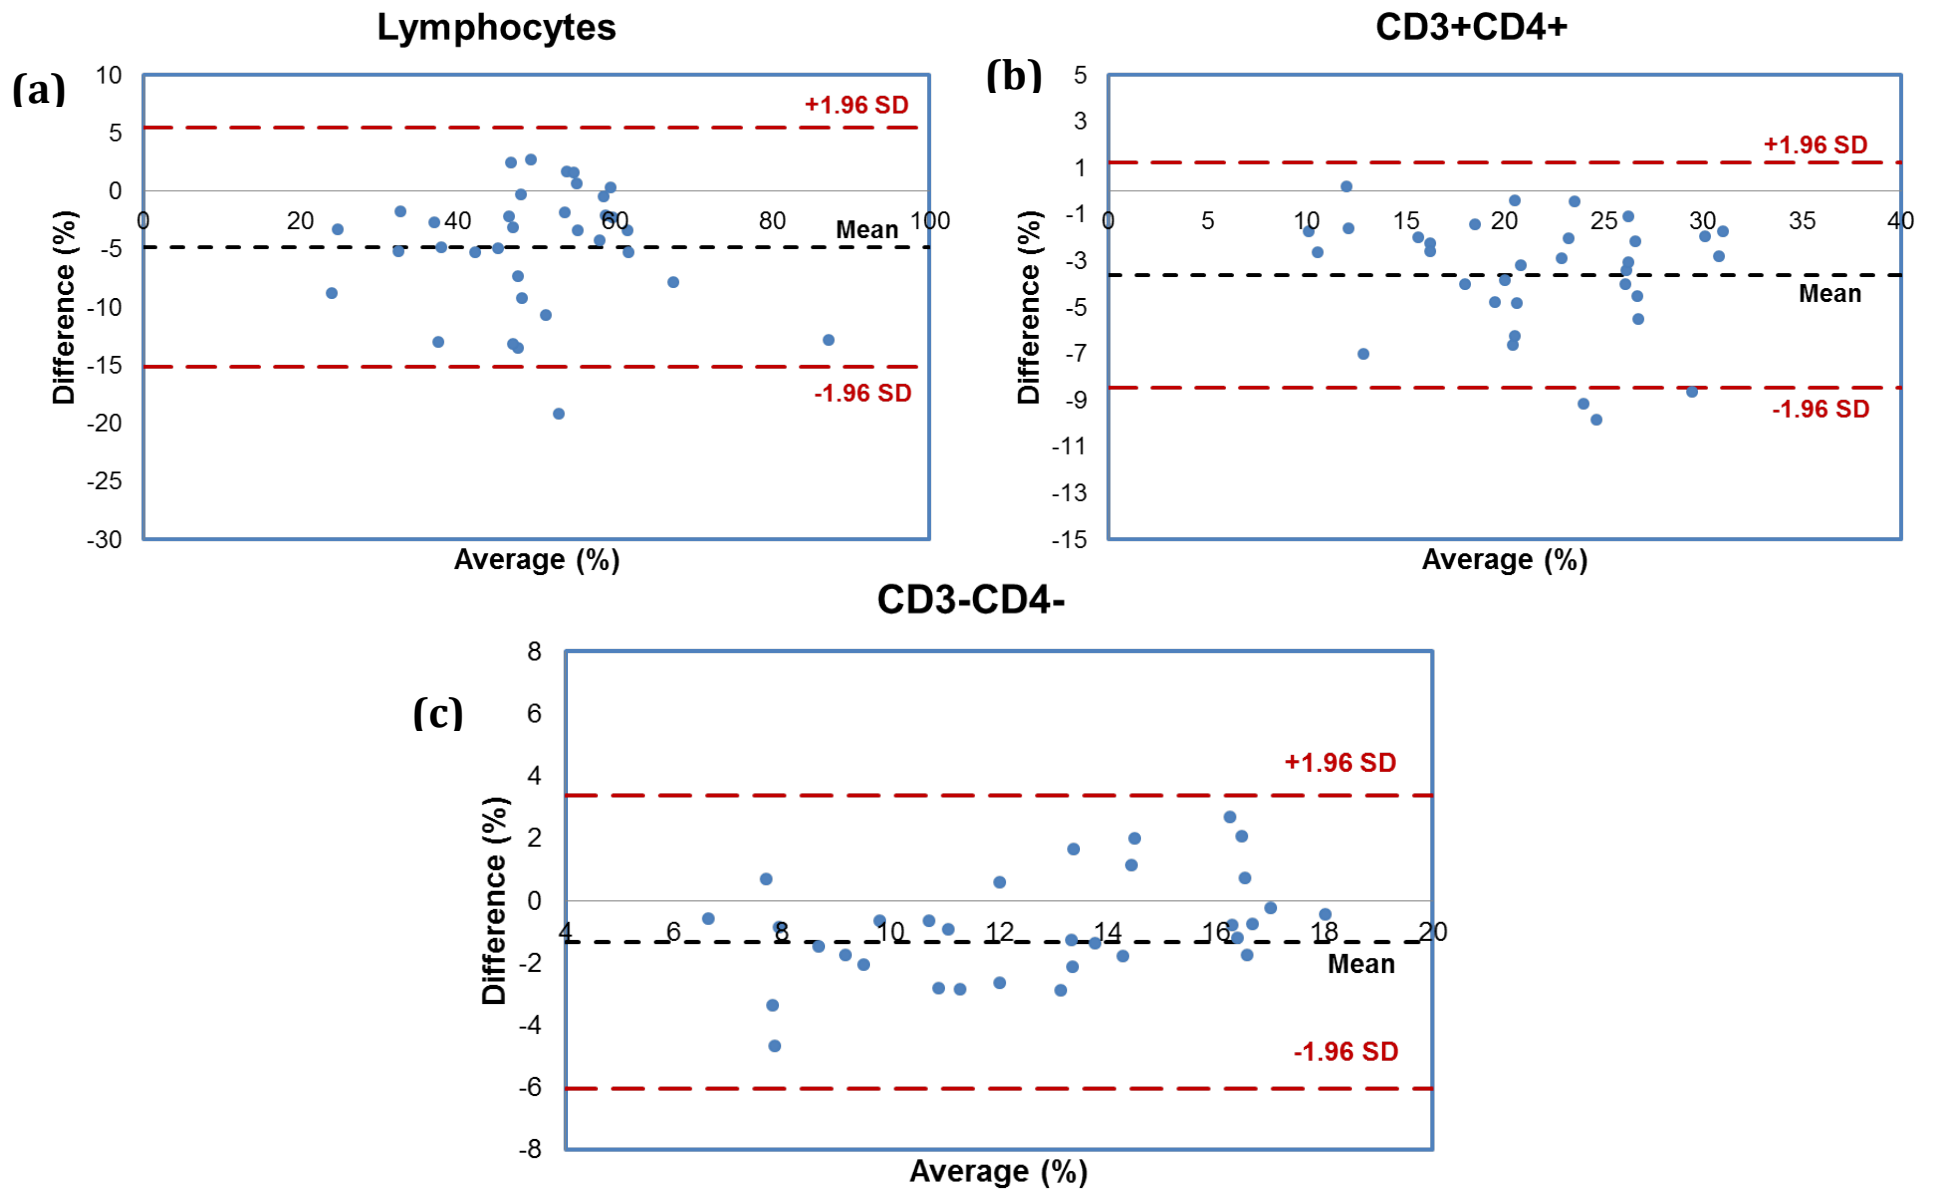 Lymphocytes
(a)
10
5
0
-5
-10
-15
-20
-25
-30
0 20 40 60 80 100
+1.96 SD
Mean
-1.96 SD
Difference (%)
Average (%)
CD3+CD4+
(b)
5
3
1
-1
-3
-5
-7
-9
-11
-13
-15
0 5 10 15 20 25 30 35 40
+1.96 SD
Mean
-1.96 SD
Difference (%)
Average (%)
CD3-CD4-
(c)
8
6
4
2
0
-2
-4
-6
-8
4 6 8 10 12 14 16 18 20
+1.96 SD
Mean
-1.96 SD
Difference (%)
Average (%)